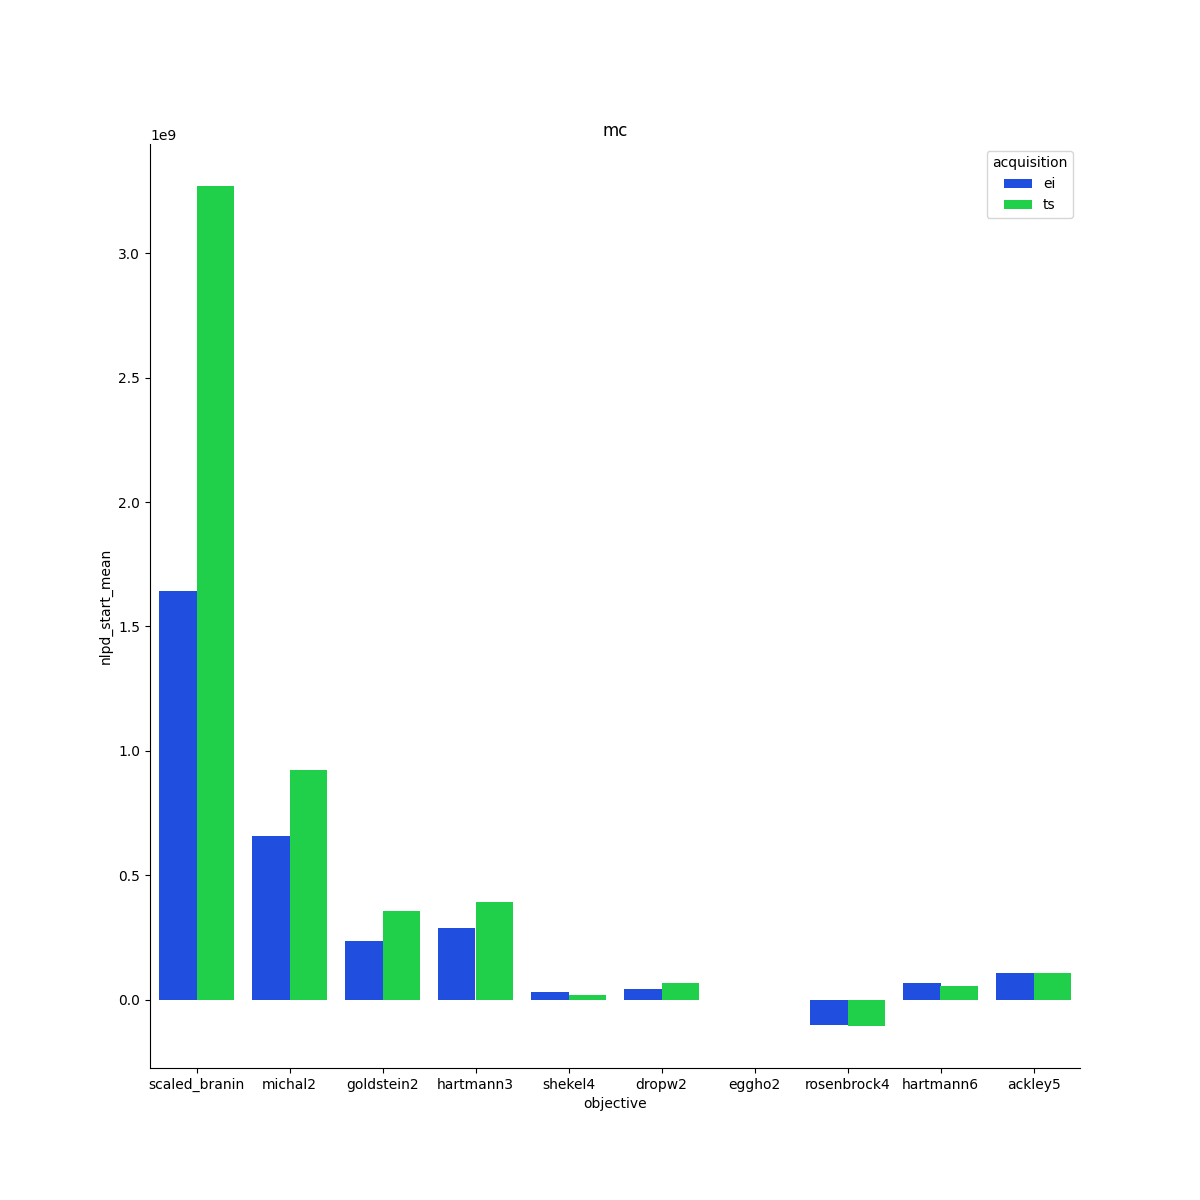 mc
1e9
acquisition
ei
ts
3.0
2.5
2.0
1.5
1.0
0.5
0.0
nlpd_start_mean
scaled_branin michal2 goldstein2 hartmann3 shekel4 dropw2 eggho2 rosenbrock4 hartmann6 ackley5
objective